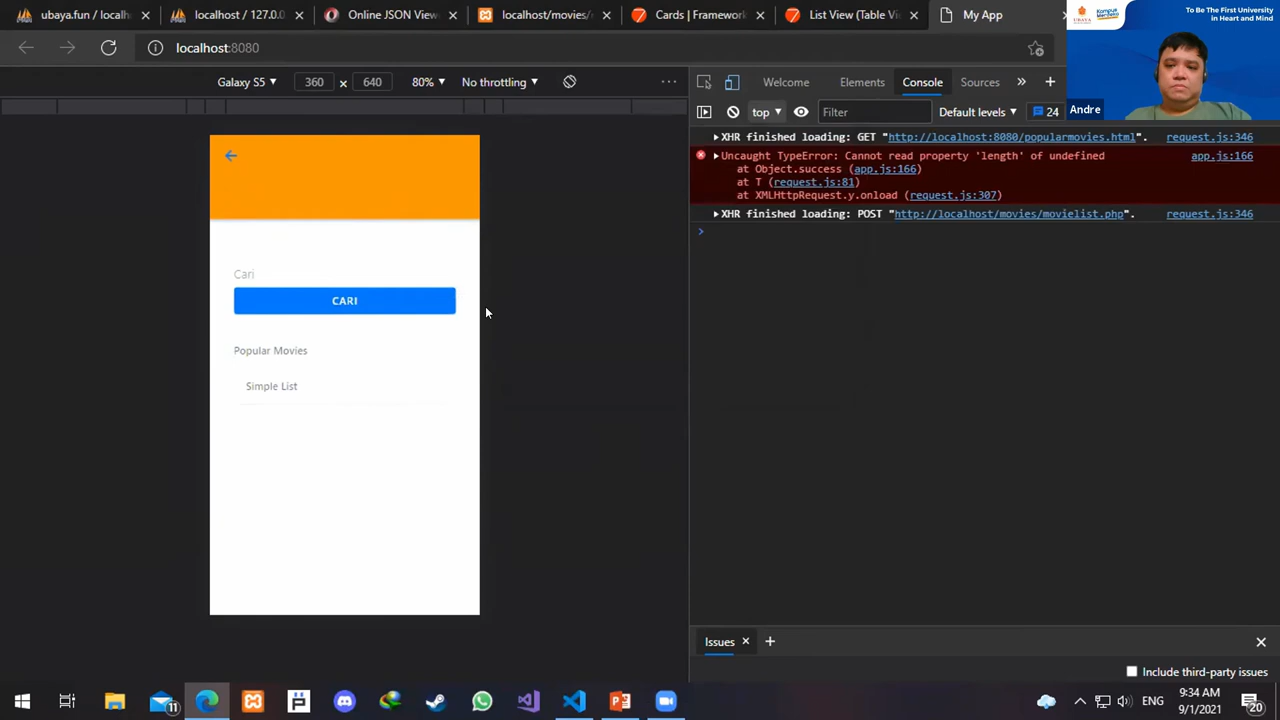 ubaya.fun / localh
localhost / 127.0.0
Online
View
localhost/movies/
Cards | Framework
List View (Table Vi
My App
UBAYA
Kampus Merdeka
To Be The First University
in Heart and Mind
localhost:8080
Andre
Galaxy S5
360
×
640
80%
No throttling
Welcome
Elements
Console
Sources
top
Filter
Default levels
24
XHR finished loading: GET "http://localhost:8080/popularmovies.html".
request.js:346
Uncaught TypeError: Cannot read property 'length' of undefined
app.js:166
at Object.success (app.js:166)
at T (request.js:81)
at XMLHttpRequest.y.onload (request.js:307)
XHR finished loading: POST "http://localhost/movies/movielist.php".
request.js:346
Cari
CARI
Popular Movies
Simple List
Issues
Include third-party issues
11
ENG
9:34 AM
9/1/2021
20